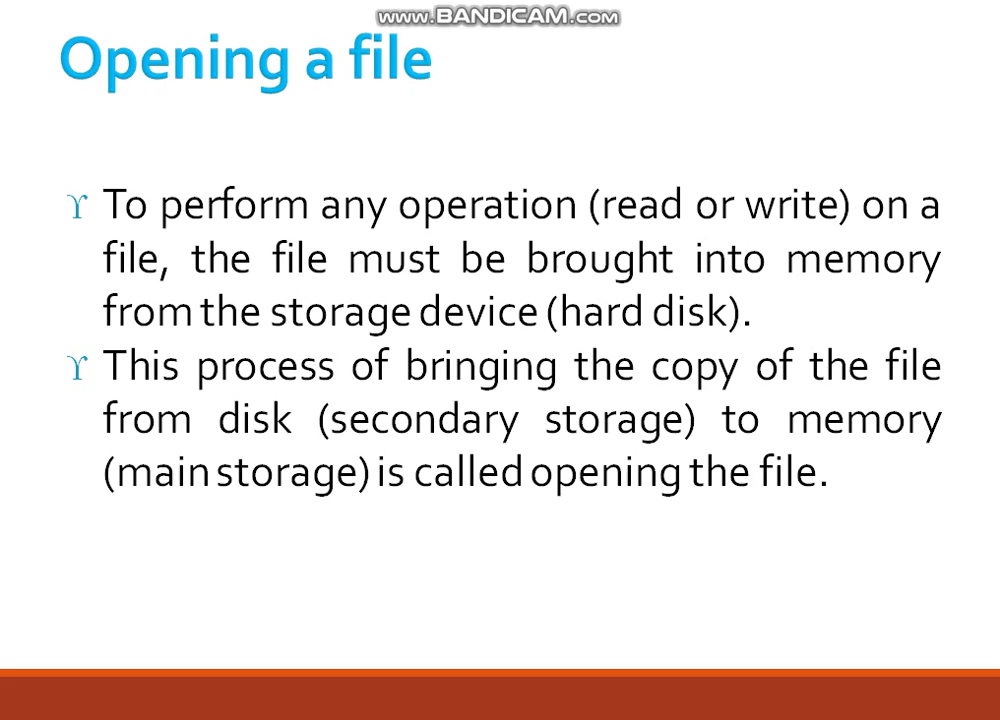 www.BANDICAM.com
Opening a file
ϒ To perform any operation (read or write) on a
file, the file must be brought into memory
from the storage device (hard disk).
ϒ This process of bringing the copy of the file
from disk (secondary storage) to memory
(main storage) is called opening the file.